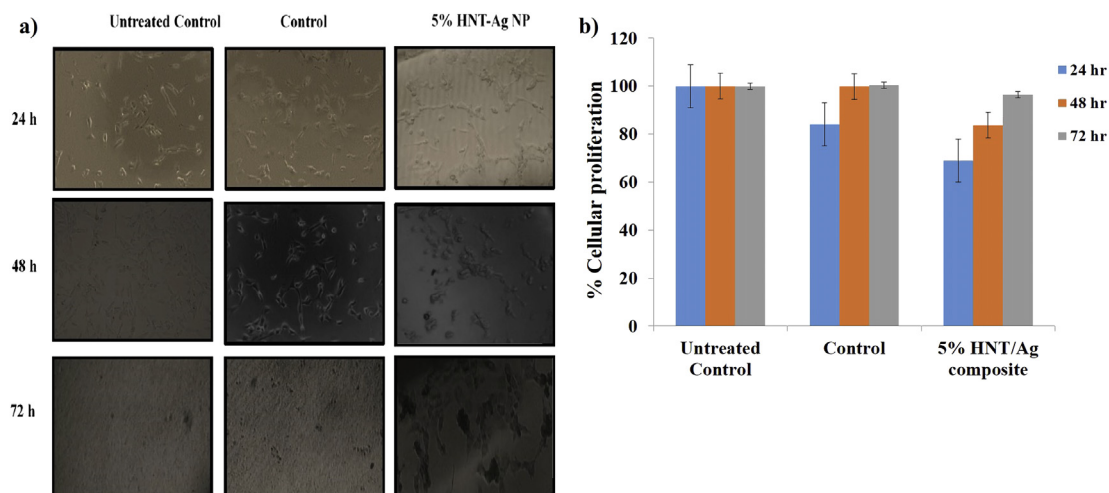 a)
Untreated Control
Control
5% HNT-Ag NP
24 h
48 h
72 h
b)
120
100
80
60
40
20
0
% Cellular proliferation
Untreated
Control
Control
5% HNT/Ag
composite
24 hr
48 hr
72 hr